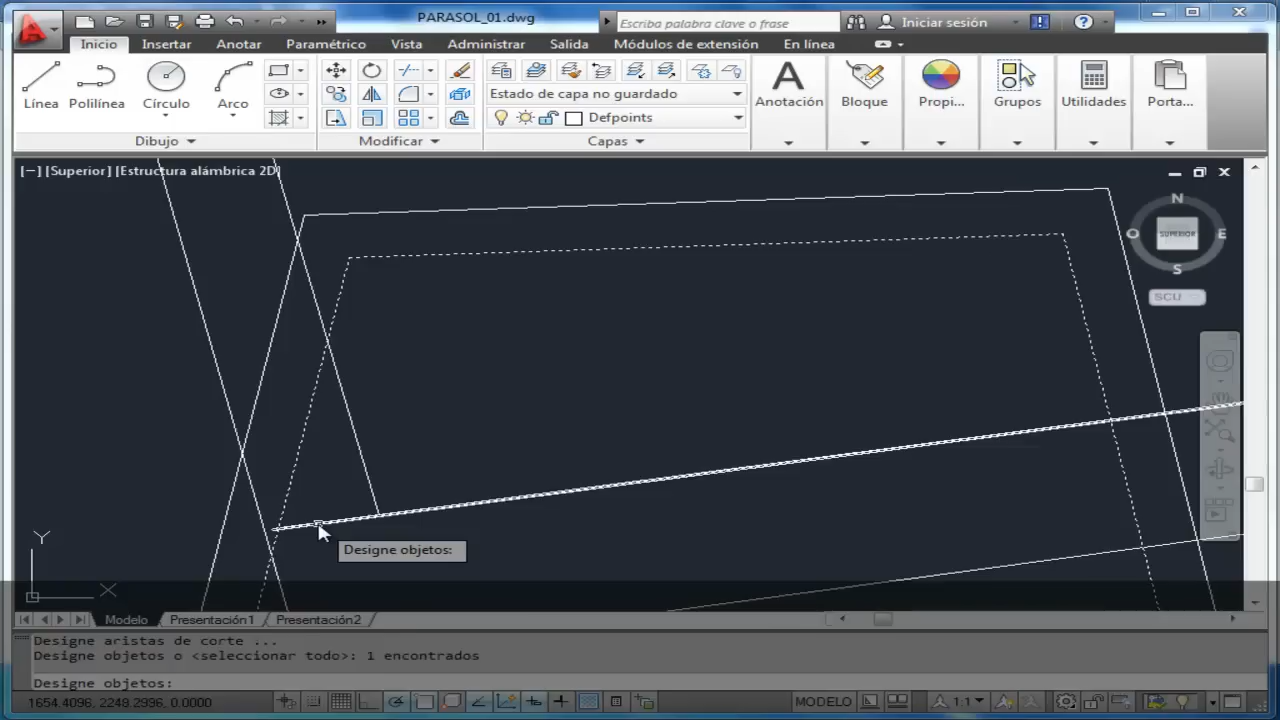 PARASOL_01.dwg
Escriba palabra clave o frase
Iniciar sesión
Inicio
Insertar
Anotar
Paramétrico
Vista
Administrar
Salida
Módulos de extensión
En línea
Línea
Polilínea
Círculo
Arco
Estado de capa no guardado
Defpoints
Anotación
Bloque
Propi...
Grupos
Utilidades
Porta...
Dibujo
Modificar
Capas
[−] [Superior] [Estructura alámbrica 2D]
N
O
SUPERIOR
E
S
SCU
Designe objetos:
Y
X
Modelo
Presentación1
Presentación2
Designe aristas de corte ...
Designe objetos o <seleccionar todo>: 1 encontrados
Designe objetos:
1654.4096, 2248.2996, 0.0000
MODELO
1:1